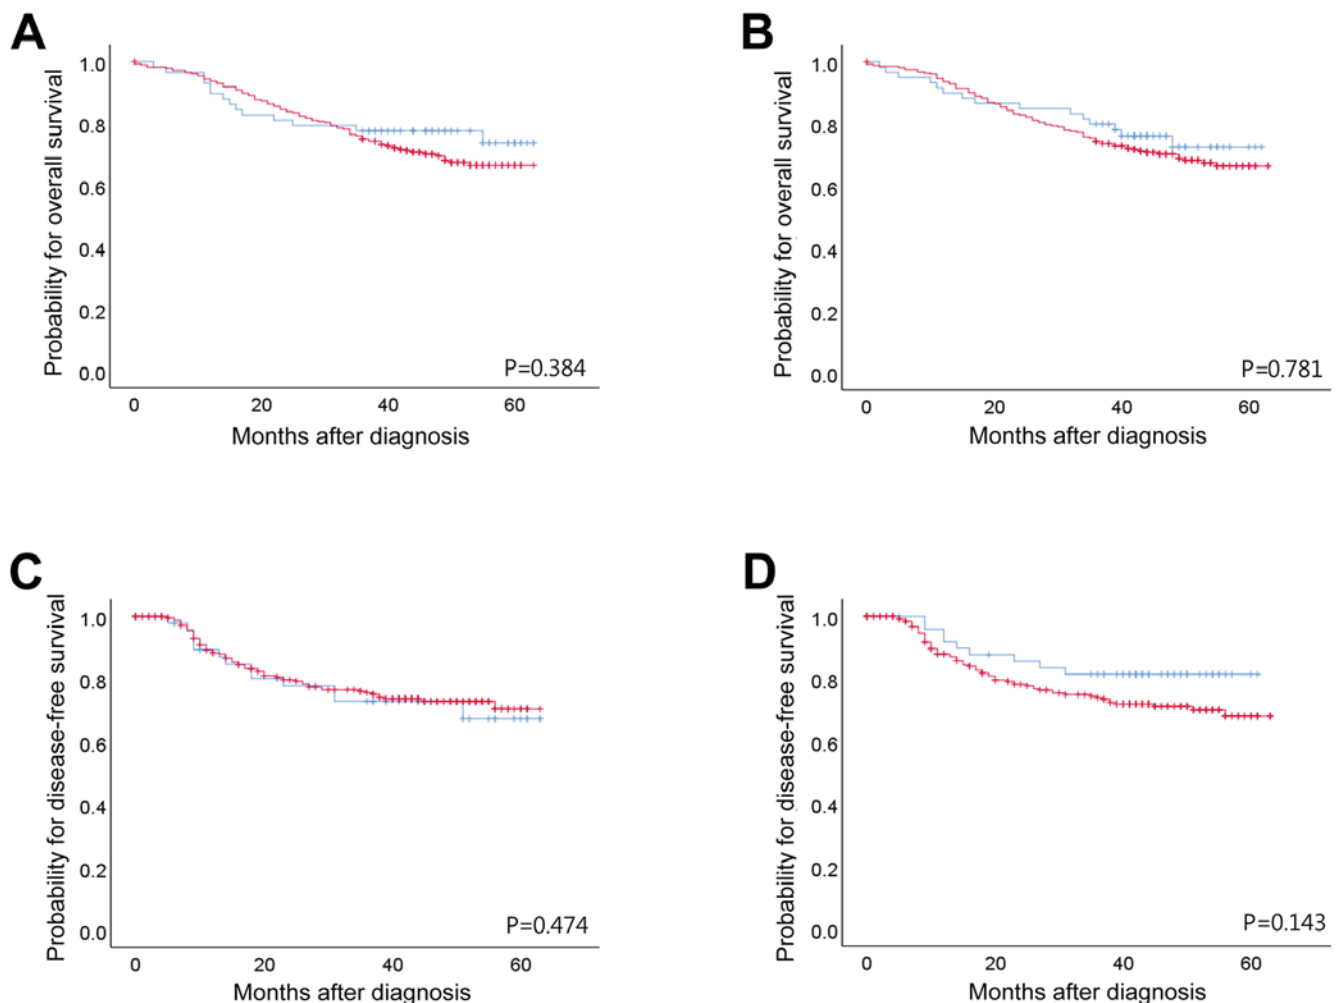 A
Probability for overall survival
1.0
0.8
0.6
0.4
0.2
0.0
P=0.384
0 20 40 60
Months after diagnosis
B
Probability for overall survival
1.0
0.8
0.6
0.4
0.2
0.0
P=0.781
0 20 40 60
Months after diagnosis
C
Probability for disease-free survival
1.0
0.8
0.6
0.4
0.2
0.0
P=0.474
0 20 40 60
Months after diagnosis
D
Probability for disease-free survival
1.0
0.8
0.6
0.4
0.2
0.0
P=0.143
0 20 40 60
Months after diagnosis